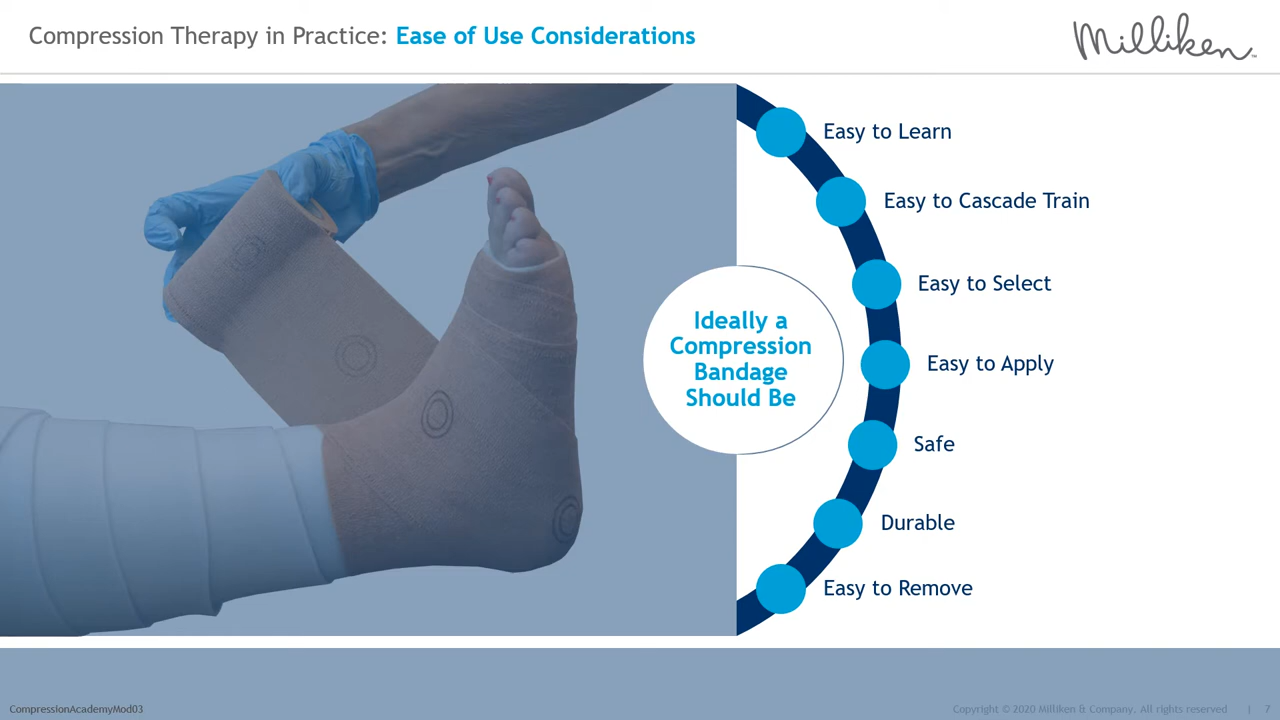 Compression Therapy in Practice: Ease of Use Considerations
Milliken™
Easy to Learn
Easy to Cascade Train
Easy to Select
Ideally a
Compression
Bandage
Should Be
Easy to Apply
Safe
Durable
Easy to Remove
CompressionAcademyMod03
Copyright © 2020 Milliken & Company. All rights reserved | 7